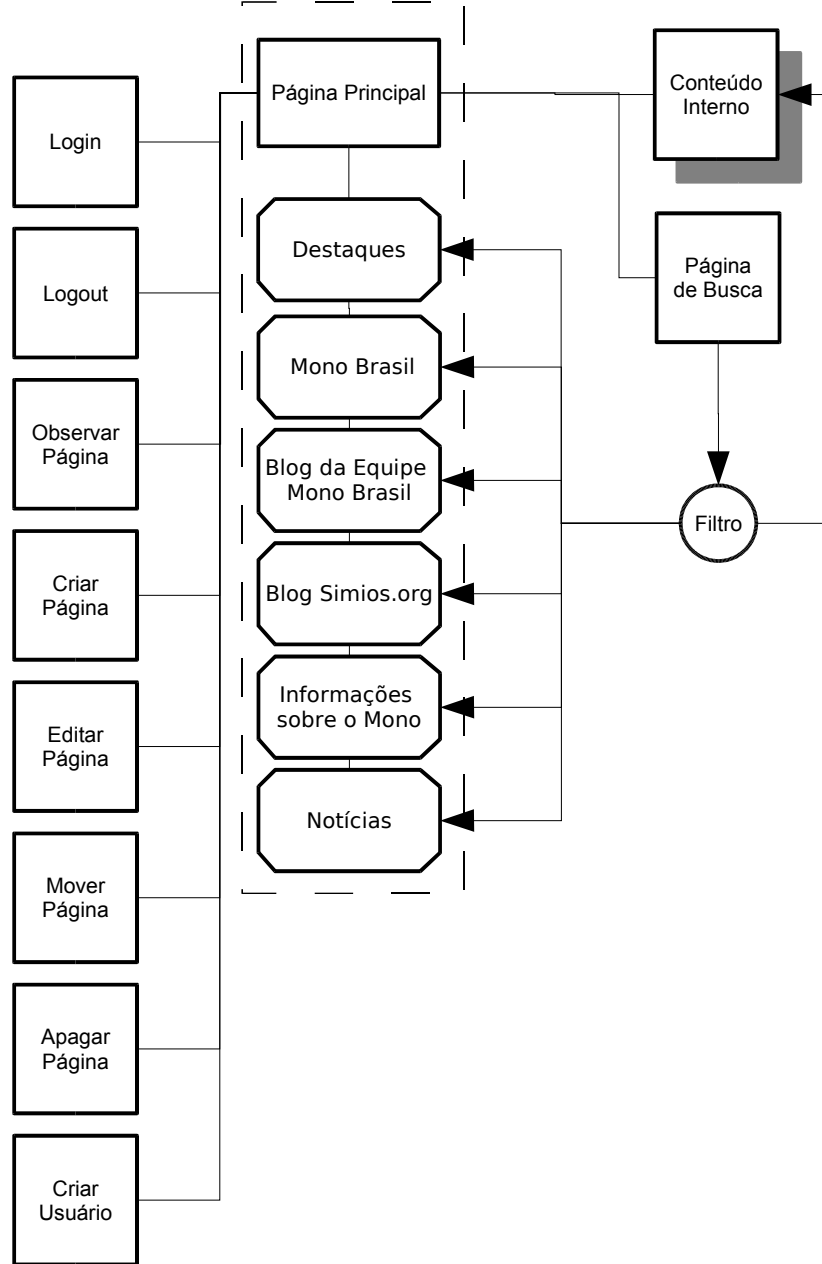 Login
Logout
Observar
Página
Criar
Página
Editar
Página
Mover
Página
Apagar
Página
Criar
Usuário
Página Principal
Destaques
Mono Brasil
Blog da Equipe
Mono Brasil
Blog Simios.org
Informações
sobre o Mono
Notícias
Conteúdo
Interno
Página
de Busca
Filtro